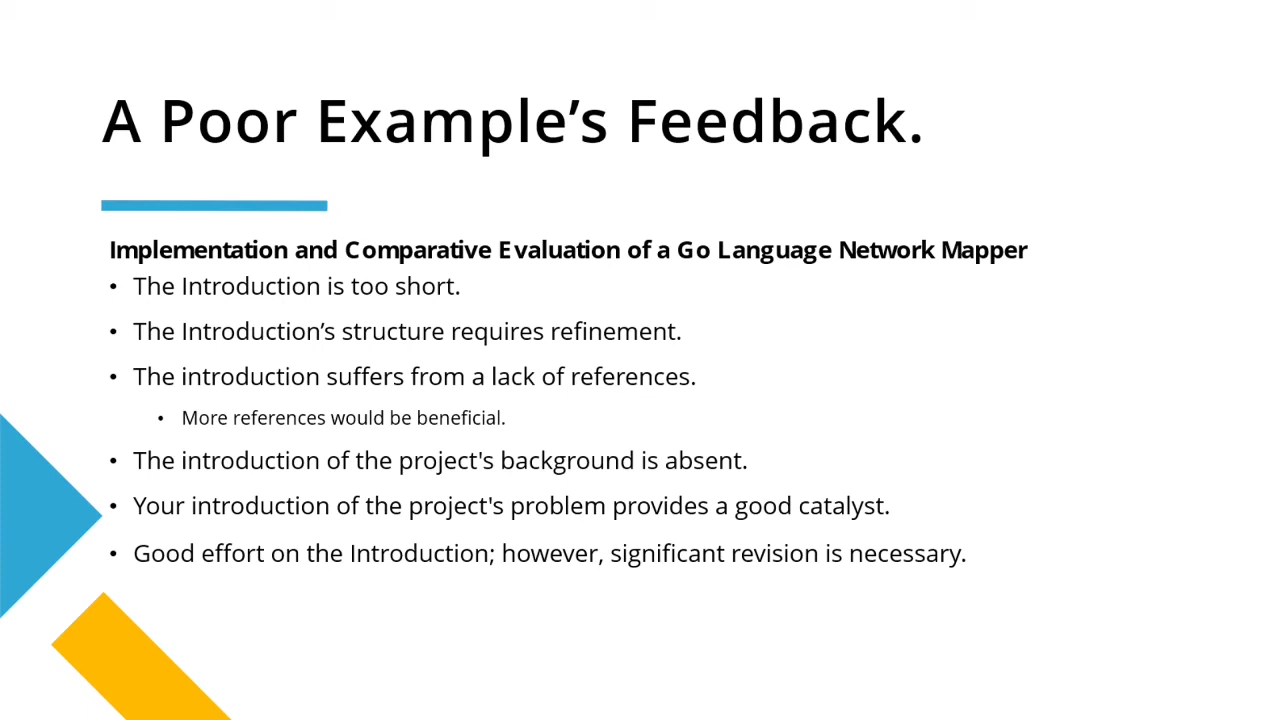 A Poor Example’s Feedback.
Implementation and Comparative Evaluation of a Go Language Network Mapper
• The Introduction is too short.
• The Introduction’s structure requires refinement.
• The introduction suffers from a lack of references.
• More references would be beneficial.
• The introduction of the project's background is absent.
• Your introduction of the project's problem provides a good catalyst.
• Good effort on the Introduction; however, significant revision is necessary.